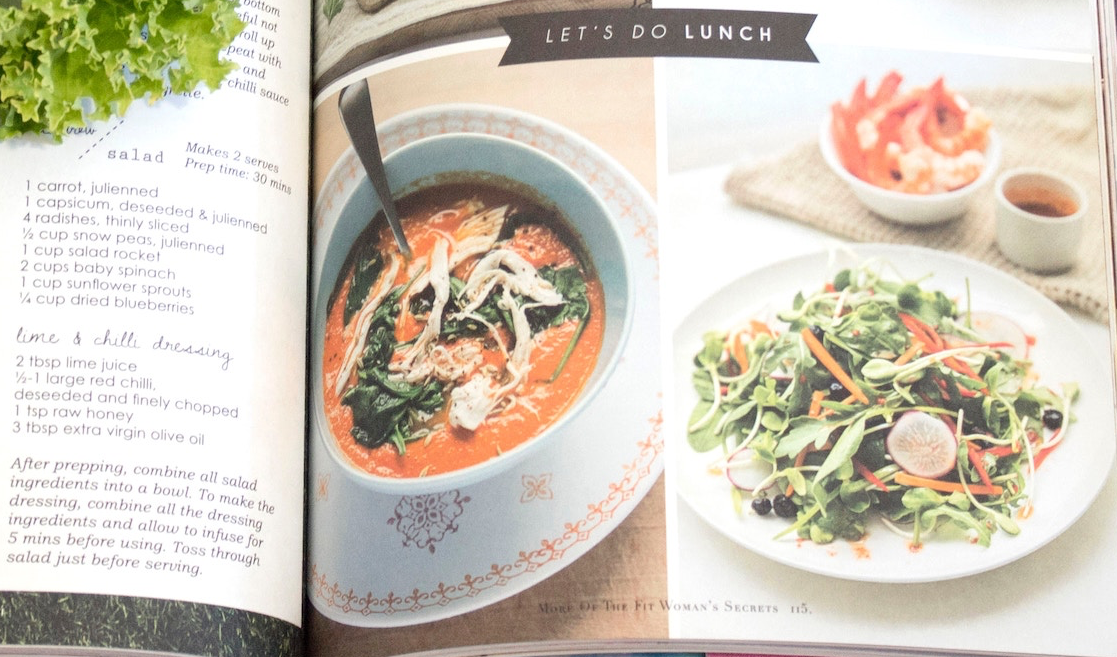 bottom
ful not
roll up
peat with
and
chilli sauce
raw
salad
Makes 2 serves
Prep time: 30 mins
1 carrot, julienned
1 capsicum, deseeded & julienned
4 radishes, thinly sliced
½ cup snow peas, julienned
1 cup salad rocket
2 cups baby spinach
1 cup sunflower sprouts
¼ cup dried blueberries
lime & chilli dressing
2 tbsp lime juice
½-1 large red chilli,
deseeded and finely chopped
1 tsp raw honey
3 tbsp extra virgin olive oil
After prepping, combine all salad
ingredients into a bowl. To make the
dressing, combine all the dressing
ingredients and allow to infuse for
5 mins before using. Toss through
salad just before serving.
LET'S DO LUNCH
More Of The Fit Woman's Secrets 115.